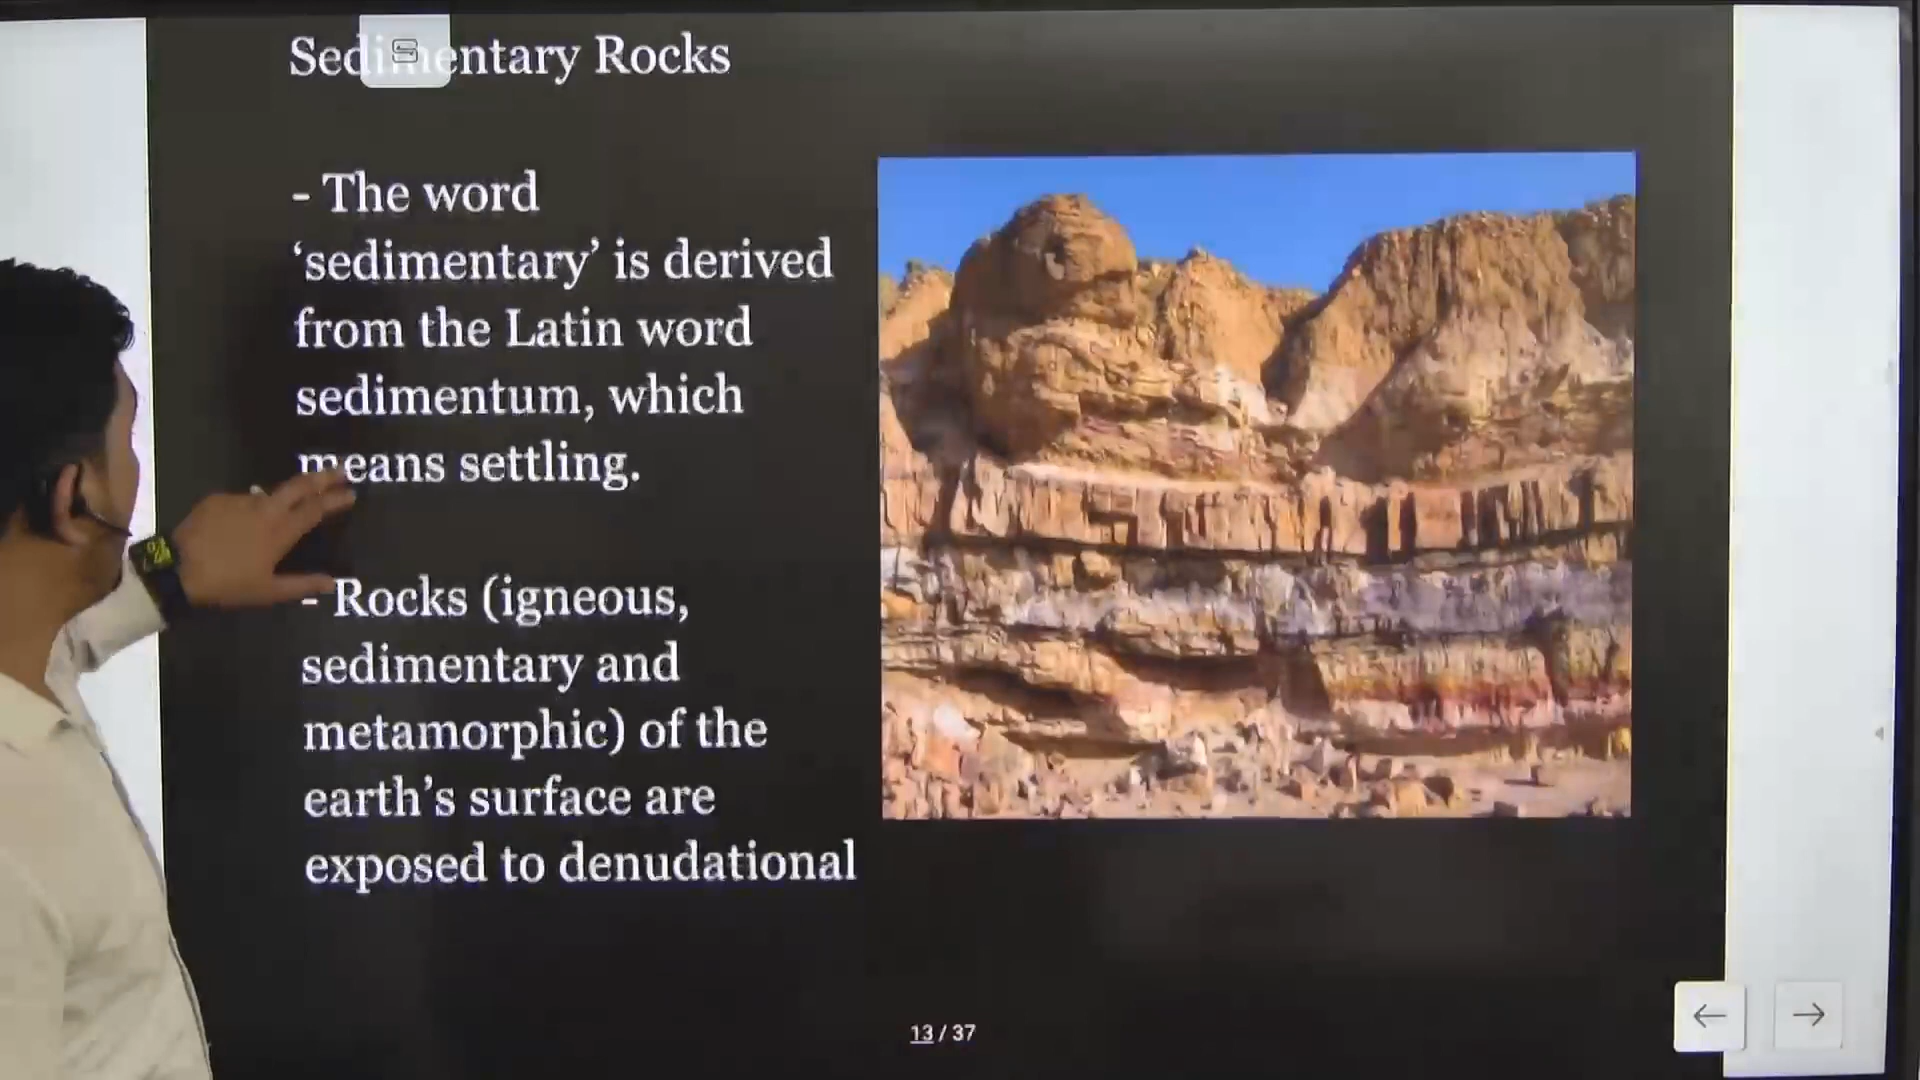 Sedimentary Rocks
- The word
‘sedimentary’ is derived
from the Latin word
sedimentum, which
means settling.
- Rocks (igneous,
sedimentary and
metamorphic) of the
earth’s surface are
exposed to denudational
13 / 37